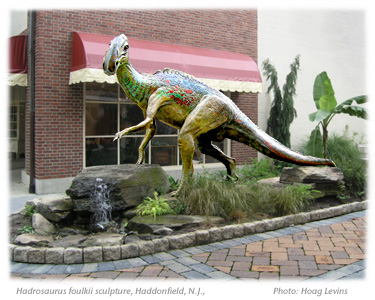 Hadrosaurus foulkii sculpture, Haddonfield, N.J., Photo: Hoag Levins